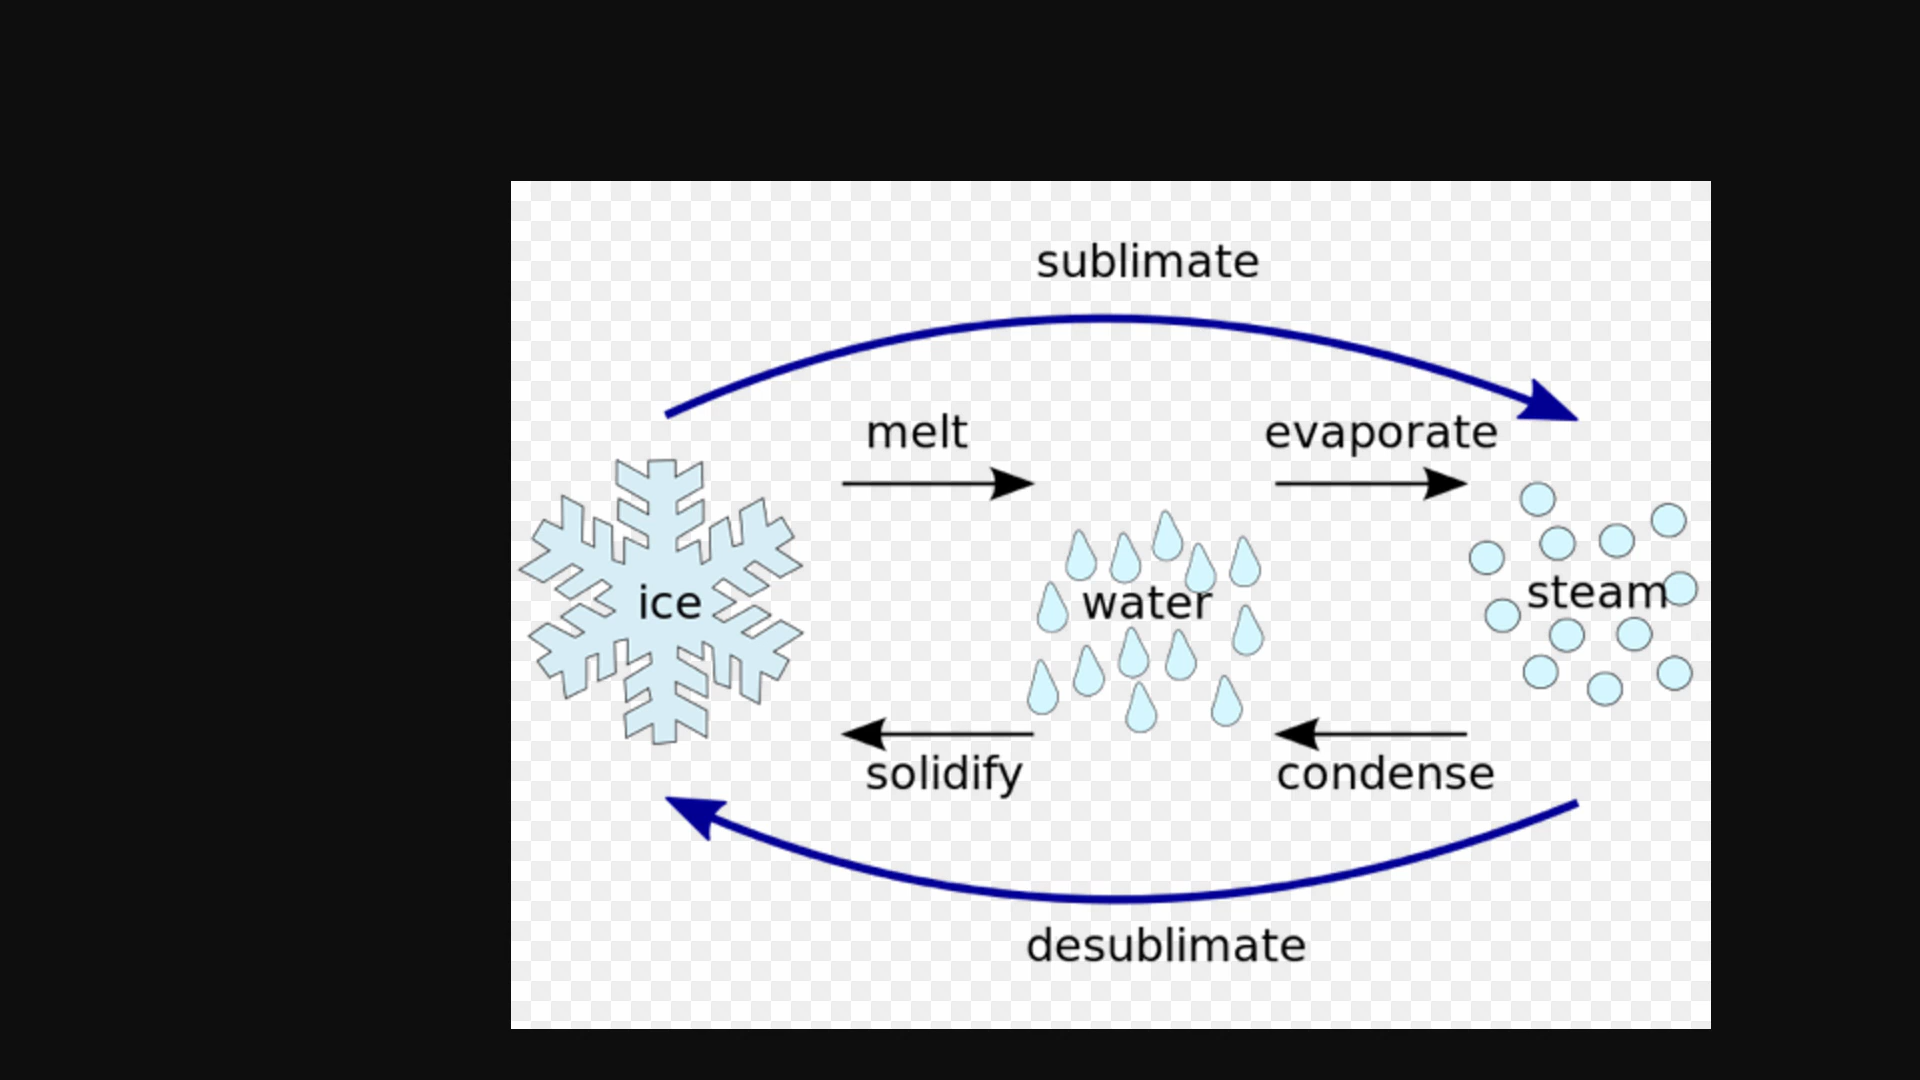 sublimate
melt
evaporate
ice
water
steam
solidify
condense
desublimate